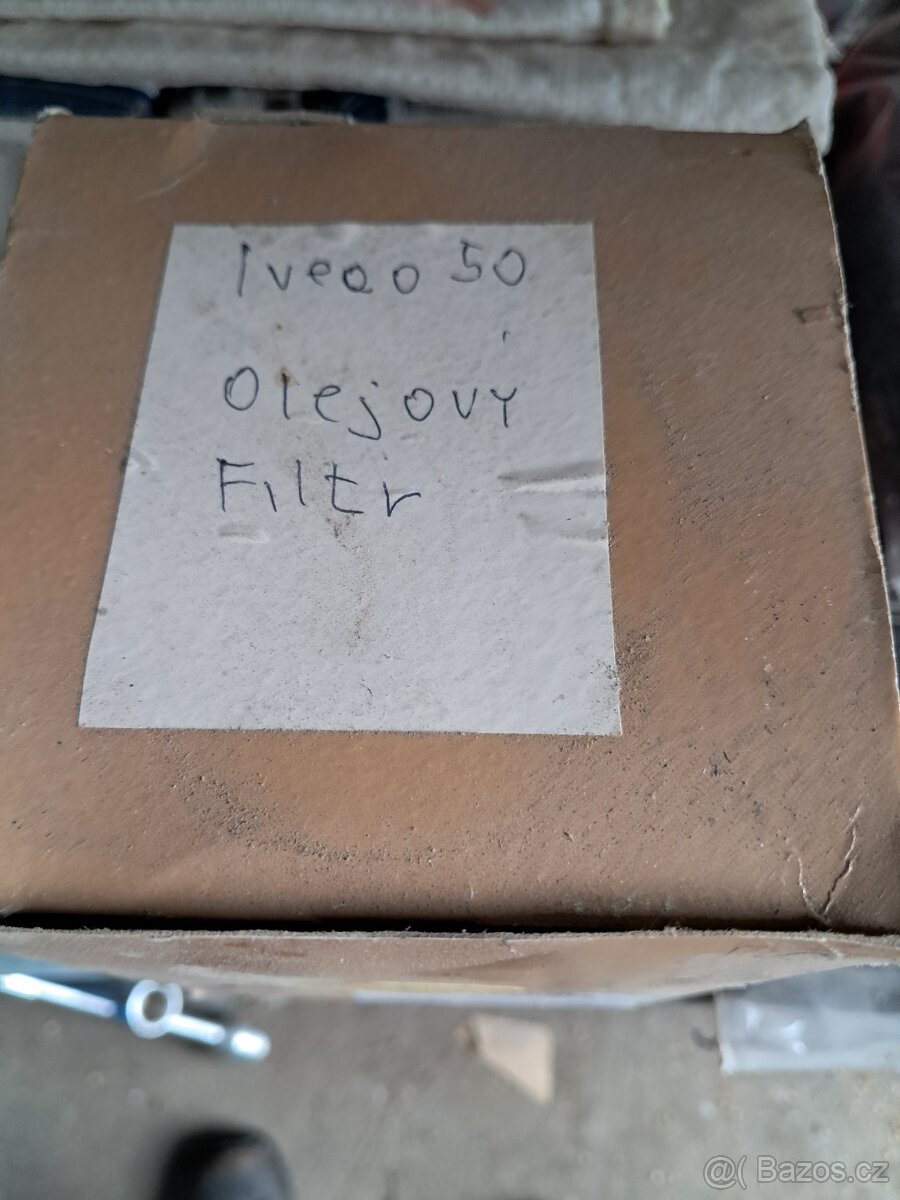 Iveco 50
Olejový
Filtr
@( Bazos.cz